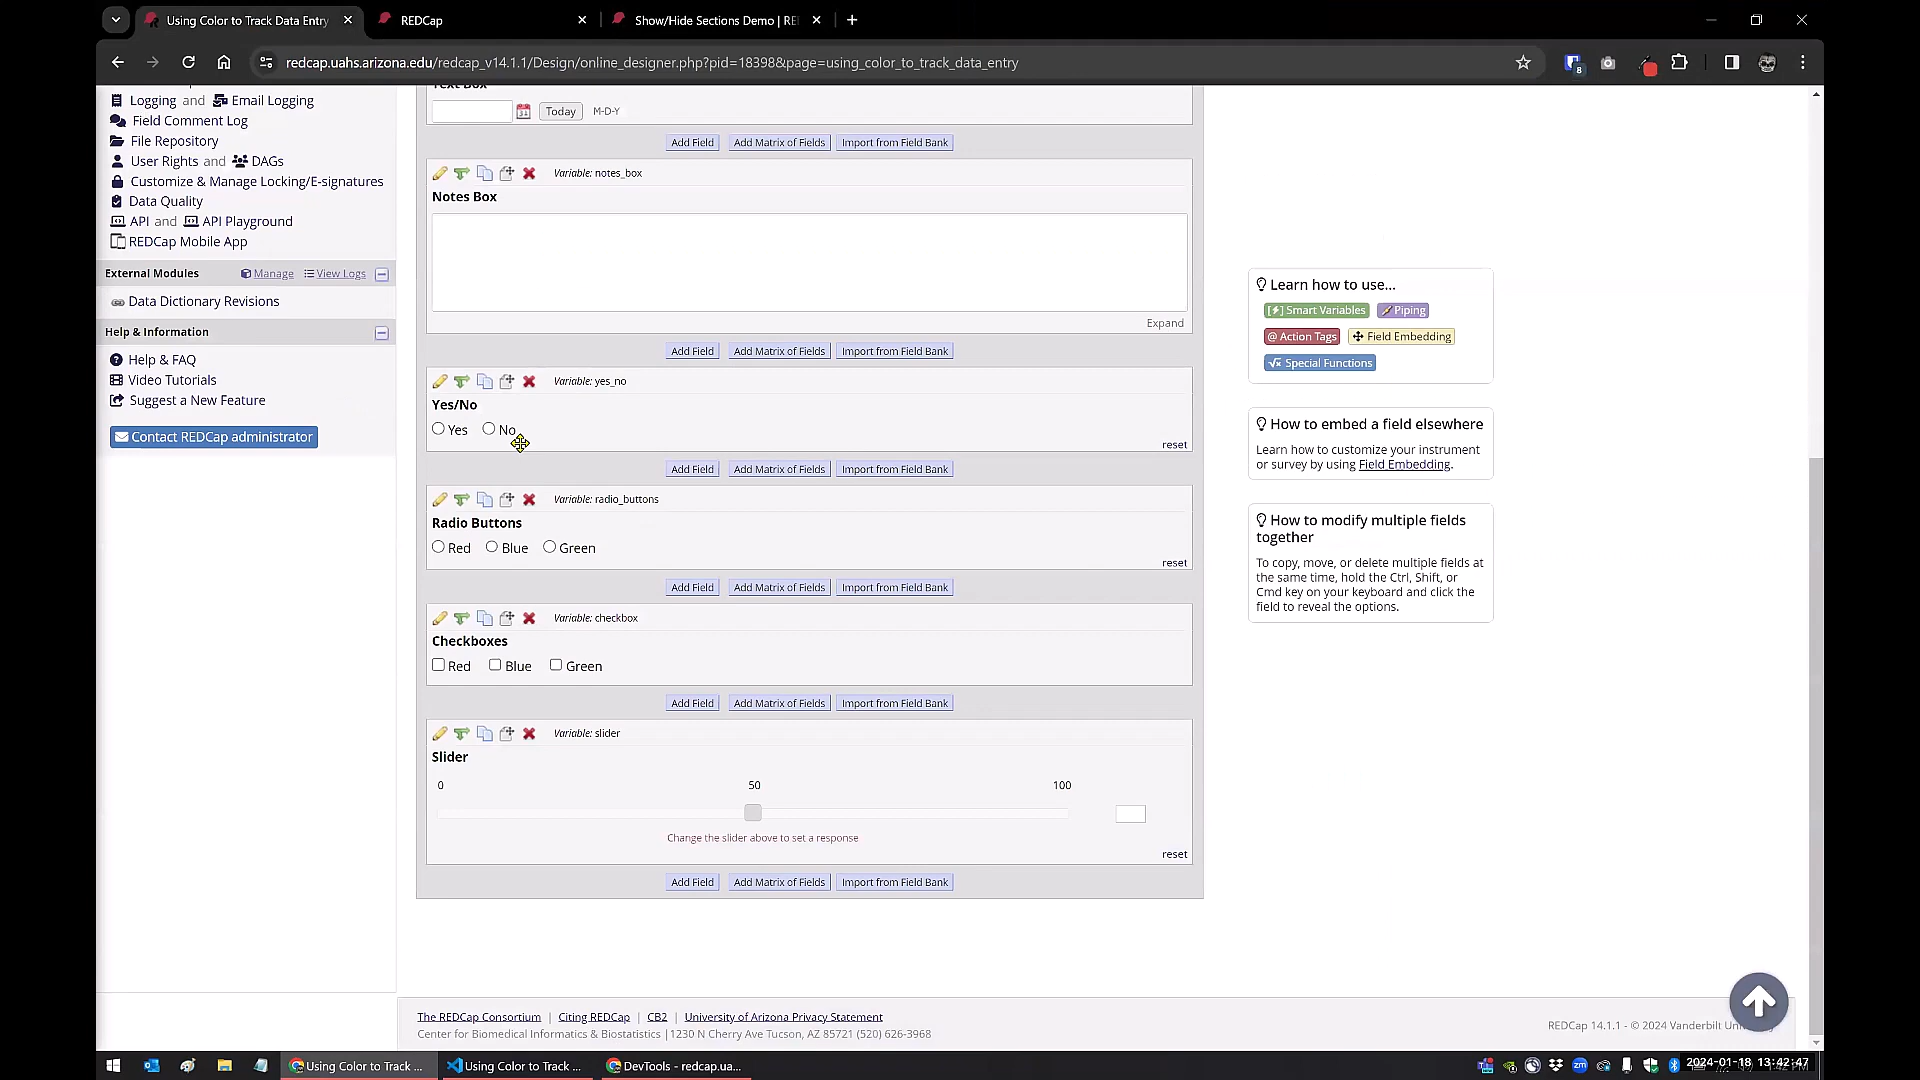 Using Color to Track Data Entry
REDCap
Show/Hide Sections Demo | RE
redcap.uahs.arizona.edu/redcap_v14.1.1/Design/online_designer.php?pid=18398&page=using_color_to_track_data_entry
8
Logging and Email Logging
Field Comment Log
File Repository
User Rights and DAGs
Customize & Manage Locking/E-signatures
Data Quality
API and API Playground
REDCap Mobile App
External Modules Manage View Logs
Data Dictionary Revisions
Help & Information
Help & FAQ
Video Tutorials
Suggest a New Feature
Contact REDCap administrator
Text Box
31 Today M-D-Y
Add Field Add Matrix of Fields Import from Field Bank
Variable: notes_box
Notes Box
Expand
Add Field Add Matrix of Fields Import from Field Bank
Variable: yes_no
Yes/No
Yes No
reset
Add Field Add Matrix of Fields Import from Field Bank
Variable: radio_buttons
Radio Buttons
Red Blue Green
reset
Add Field Add Matrix of Fields Import from Field Bank
Variable: checkbox
Checkboxes
Red Blue Green
Add Field Add Matrix of Fields Import from Field Bank
Variable: slider
Slider
0 50 100
Change the slider above to set a response
reset
Add Field Add Matrix of Fields Import from Field Bank
Learn how to use...
[⚡] Smart Variables Piping
@ Action Tags Field Embedding
√x Special Functions
How to embed a field elsewhere
Learn how to customize your instrument
or survey by using Field Embedding.
How to modify multiple fields
together
To copy, move, or delete multiple fields at
the same time, hold the Ctrl, Shift, or
Cmd key on your keyboard and click the
field to reveal the options.
The REDCap Consortium | Citing REDCap | CB2 | University of Arizona Privacy Statement
Center for Biomedical Informatics & Biostatistics |1230 N Cherry Ave Tucson, AZ 85721 (520) 626-3968
REDCap 14.1.1 - © 2024 Vanderbilt
Using Color to Track ...
Using Color to Track ...
DevTools - redcap.ua...
2024-01-18, 13:42:47